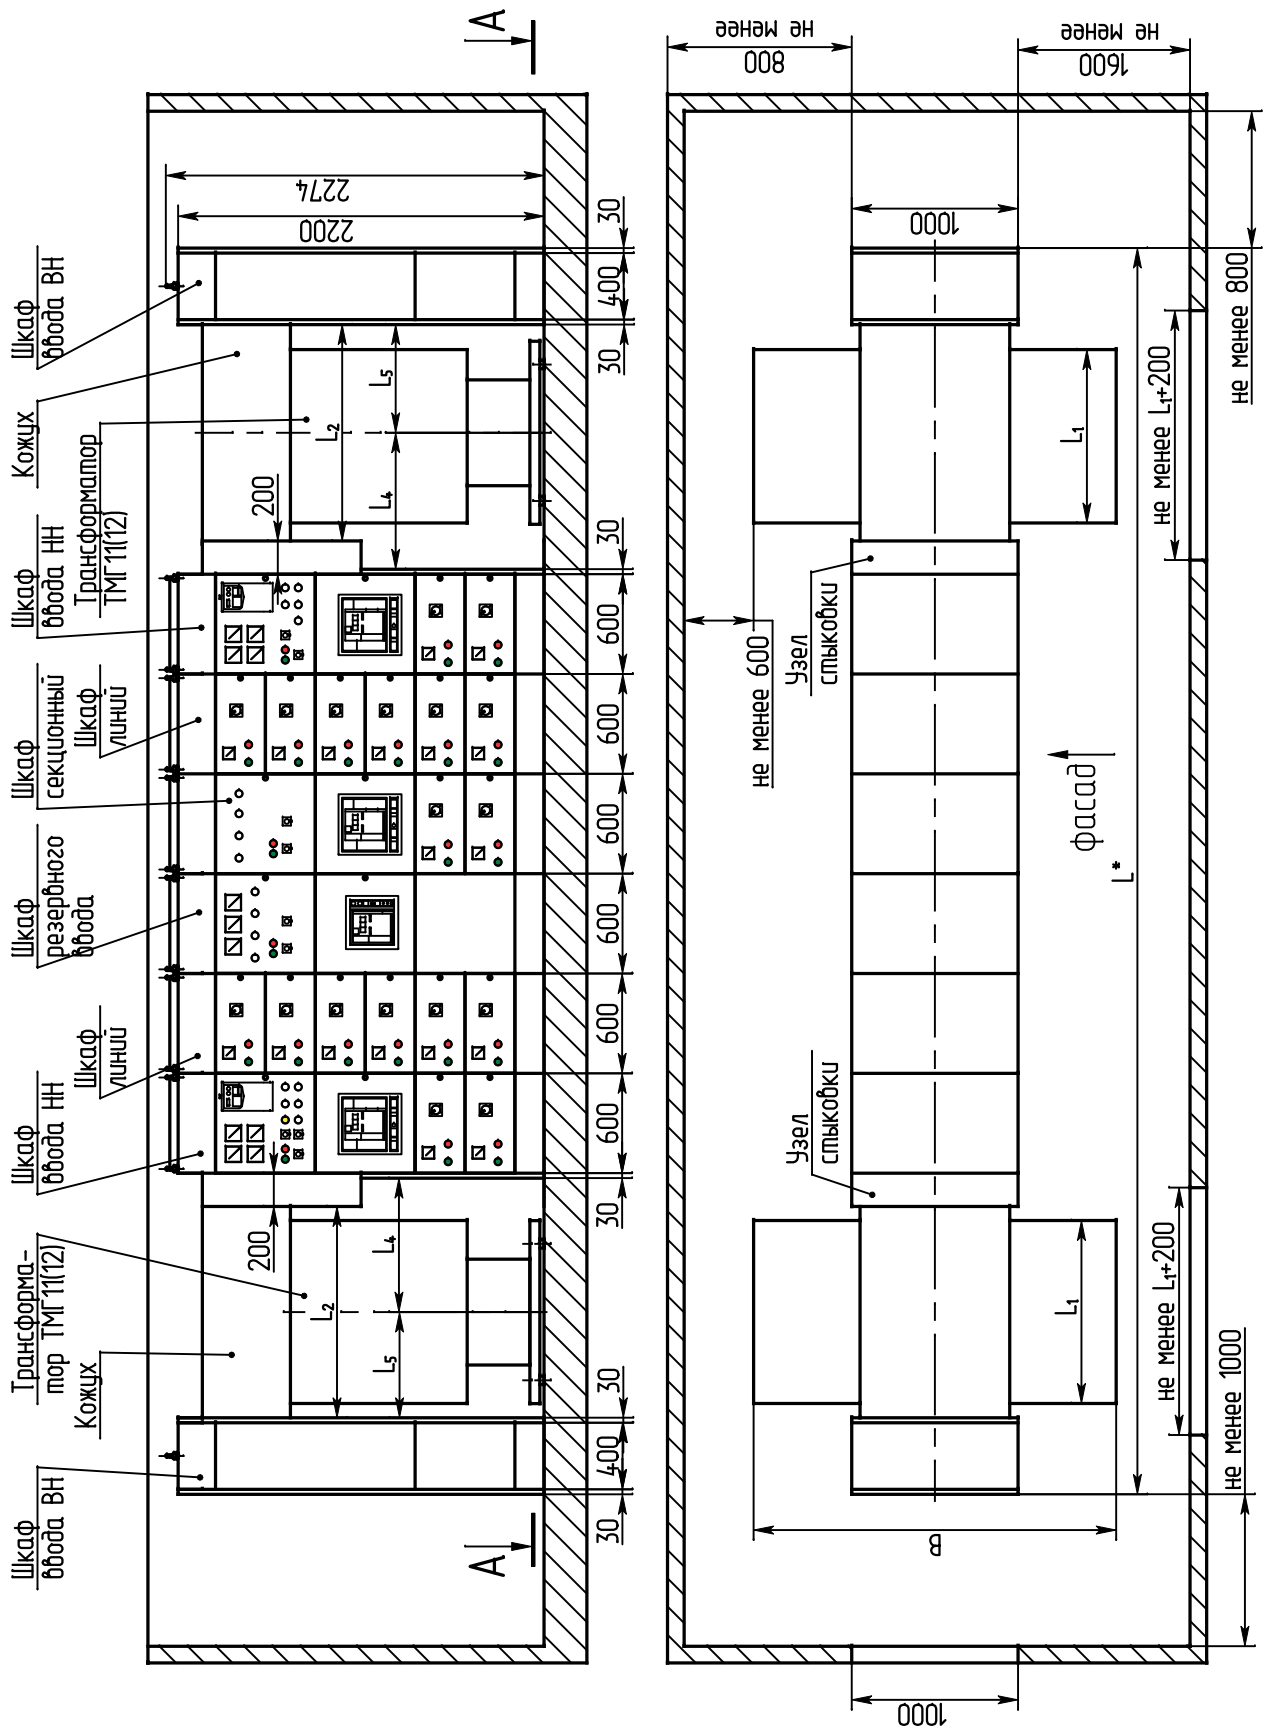 Шкаф
ввода ВН
Трансформа-
тор ТМГ11(12)
Кожух
Шкаф
ввода НН
Шкаф
линий
Шкаф
резервного
ввода
Шкаф
секционный
Шкаф
линий
Шкаф
ввода НН
Трансформатор
ТМГ11(12)
Кожух
Шкаф
ввода ВН
2274
2200
200
200
L₂
L₄
L₅
L₂
L₄
L₅
А
А
30
400
30
30
600
600
600
600
600
600
30
30
400
30
не менее
800
не менее
1600
1000
1000
не менее 600
Узел
стыковки
Узел
стыковки
В
L₁
L₁
фасад
L*
не менее L₁+200
не менее L₁+200
не менее 1000
не менее 800